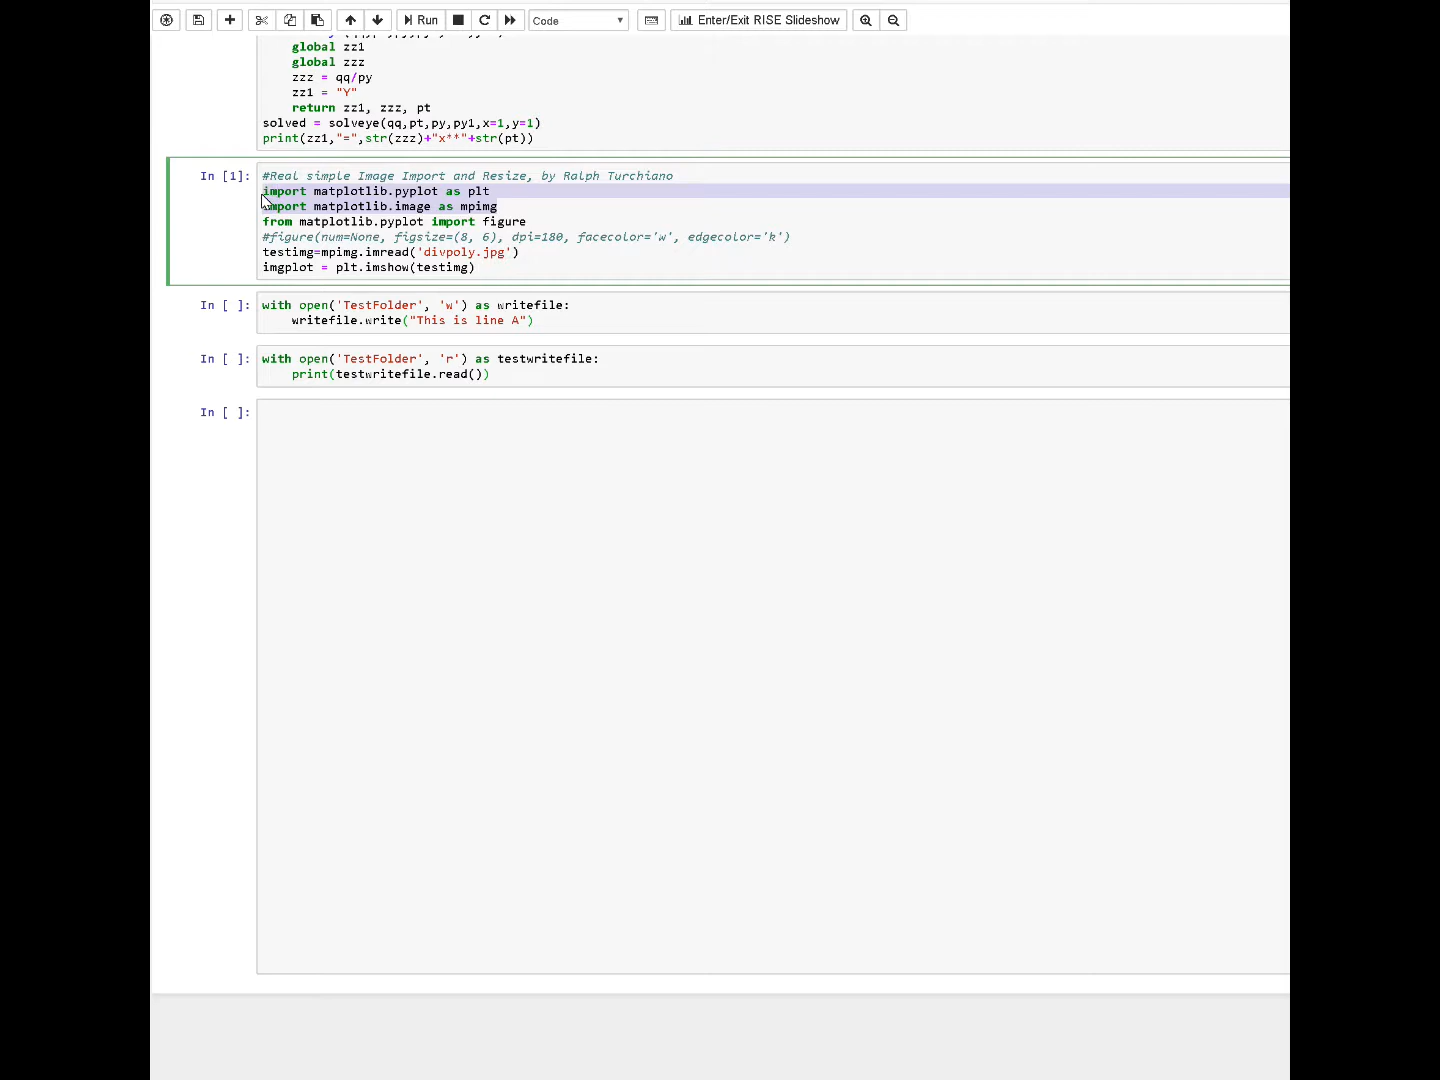 Run Code Enter/Exit RISE Slideshow
global zz1
global zzz
zzz = qq/py
zz1 = "Y"
return zz1, zzz, pt
solved = solveye(qq,pt,py,py1,x=1,y=1)
print(zz1,"=",str(zzz)+"x**"+str(pt))
In [1]:
#Real simple Image Import and Resize, by Ralph Turchiano
import matplotlib.pyplot as plt
import matplotlib.image as mpimg
from matplotlib.pyplot import figure
#figure(num=None, figsize=(8, 6), dpi=180, facecolor='w', edgecolor='k')
testimg=mpimg.imread('divpoly.jpg')
imgplot = plt.imshow(testimg)
In [ ]:
with open('TestFolder', 'w') as writefile:
writefile.write("This is line A")
In [ ]:
with open('TestFolder', 'r') as testwritefile:
print(testwritefile.read())
In [ ]: